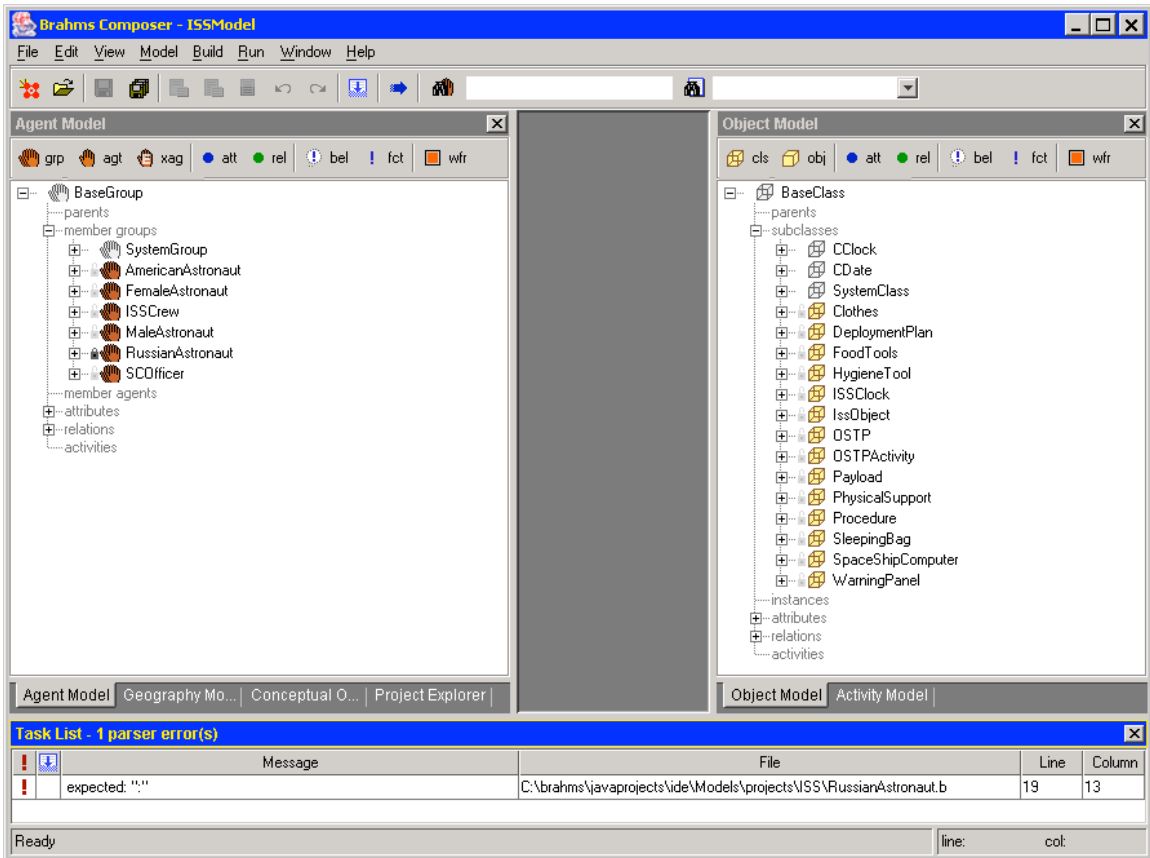 Brahms Composer - ISSModel
File Edit View Model Build Run Window Help
Agent Model
grp agt xag att rel bel fct wfr
BaseGroup
parents
member groups
SystemGroup
AmericanAstronaut
FemaleAstronaut
ISSCrew
MaleAstronaut
RussianAstronaut
SCOfficer
member agents
attributes
relations
activities
Agent Model Geography Mo... Conceptual O... Project Explorer
Object Model
cls obj att rel bel fct wfr
BaseClass
parents
subclasses
CClock
CDate
SystemClass
Clothes
DeploymentPlan
FoodTools
HygieneTool
ISSClock
IssObject
OSTP
OSTPActivity
Payload
PhysicalSupport
Procedure
SleepingBag
SpaceShipComputer
WarningPanel
instances
attributes
relations
activities
Object Model Activity Model
Task List - 1 parser error(s)
! Message File Line Column
! expected: ":" C:\brahms\javaprojects\ide\Models\projects\ISS\RussianAstronaut.b 19 13
Ready line: col: